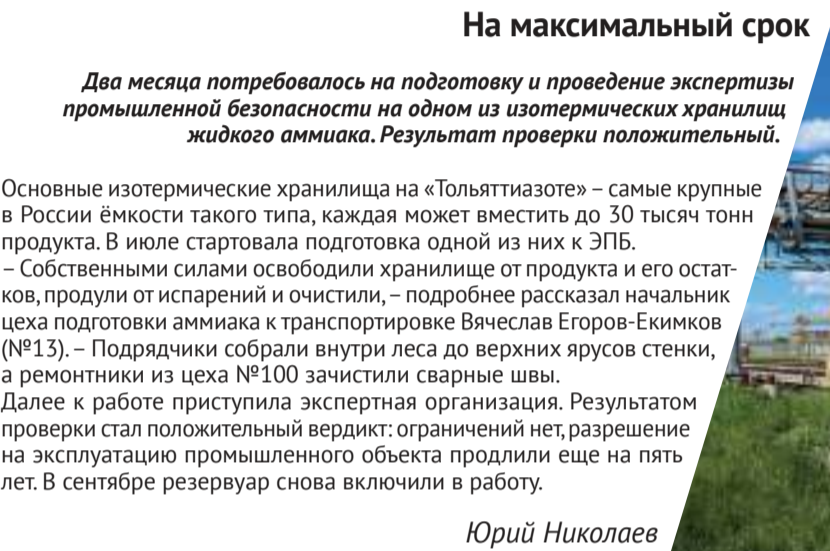 На максимальный срок
Два месяца потребовалось на подготовку и проведение экспертизы
промышленной безопасности на одном из изотермических хранилищ
жидкого аммиака. Результат проверки положительный.
Основные изотермические хранилища на «Тольяттиазоте» – самые крупные
в России ёмкости такого типа, каждая может вместить до 30 тысяч тонн
продукта. В июле стартовала подготовка одной из них к ЭПБ.
– Собственными силами освободили хранилище от продукта и его остат-
ков, продули от испарений и очистили, – подробнее рассказал начальник
цеха подготовки аммиака к транспортировке Вячеслав Егоров-Екимков
(№13). – Подрядчики собрали внутри леса до верхних ярусов стенки,
а ремонтники из цеха №100 зачистили сварные швы.
Далее к работе приступила экспертная организация. Результатом
проверки стал положительный вердикт: ограничений нет, разрешение
на эксплуатацию промышленного объекта продлили еще на пять
лет. В сентябре резервуар снова включили в работу.
Юрий Николаев